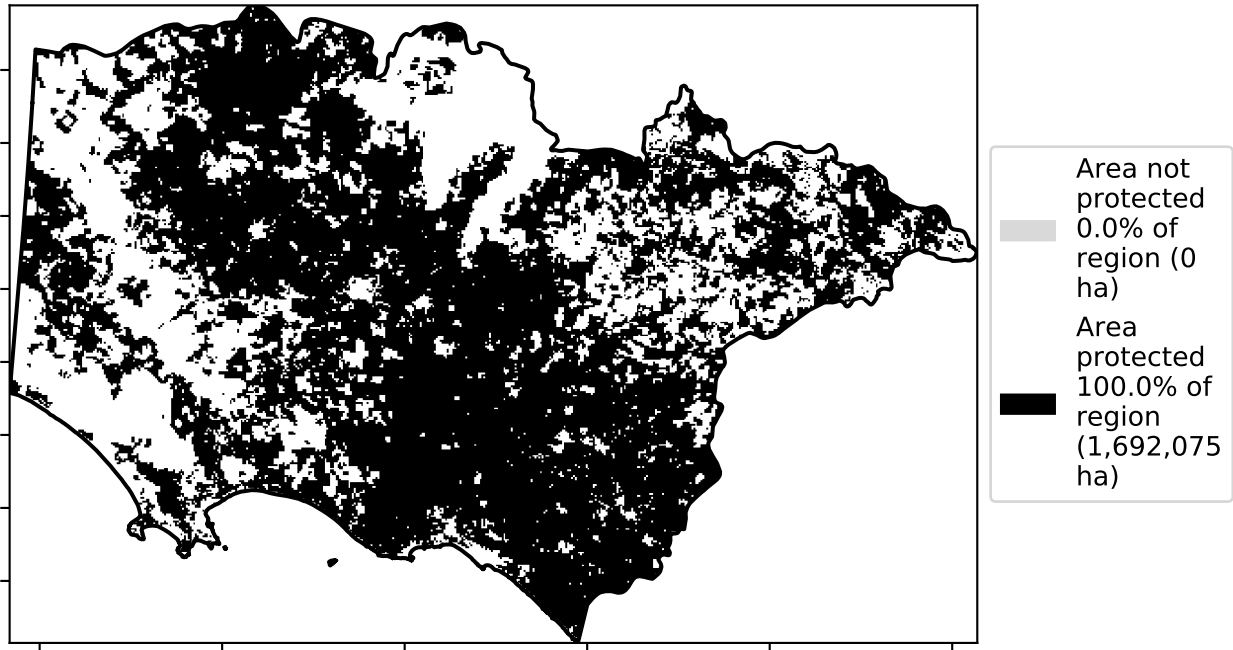 Area not
protected
0.0% of
region (0
ha)
Area
protected
100.0% of
region
(1,692,075
ha)